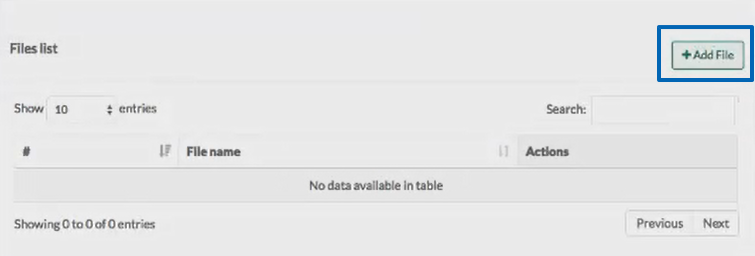 Files list
+ Add File
Show 10 entries Search:
# File name Actions
No data available in table
Showing 0 to 0 of 0 entries Previous Next